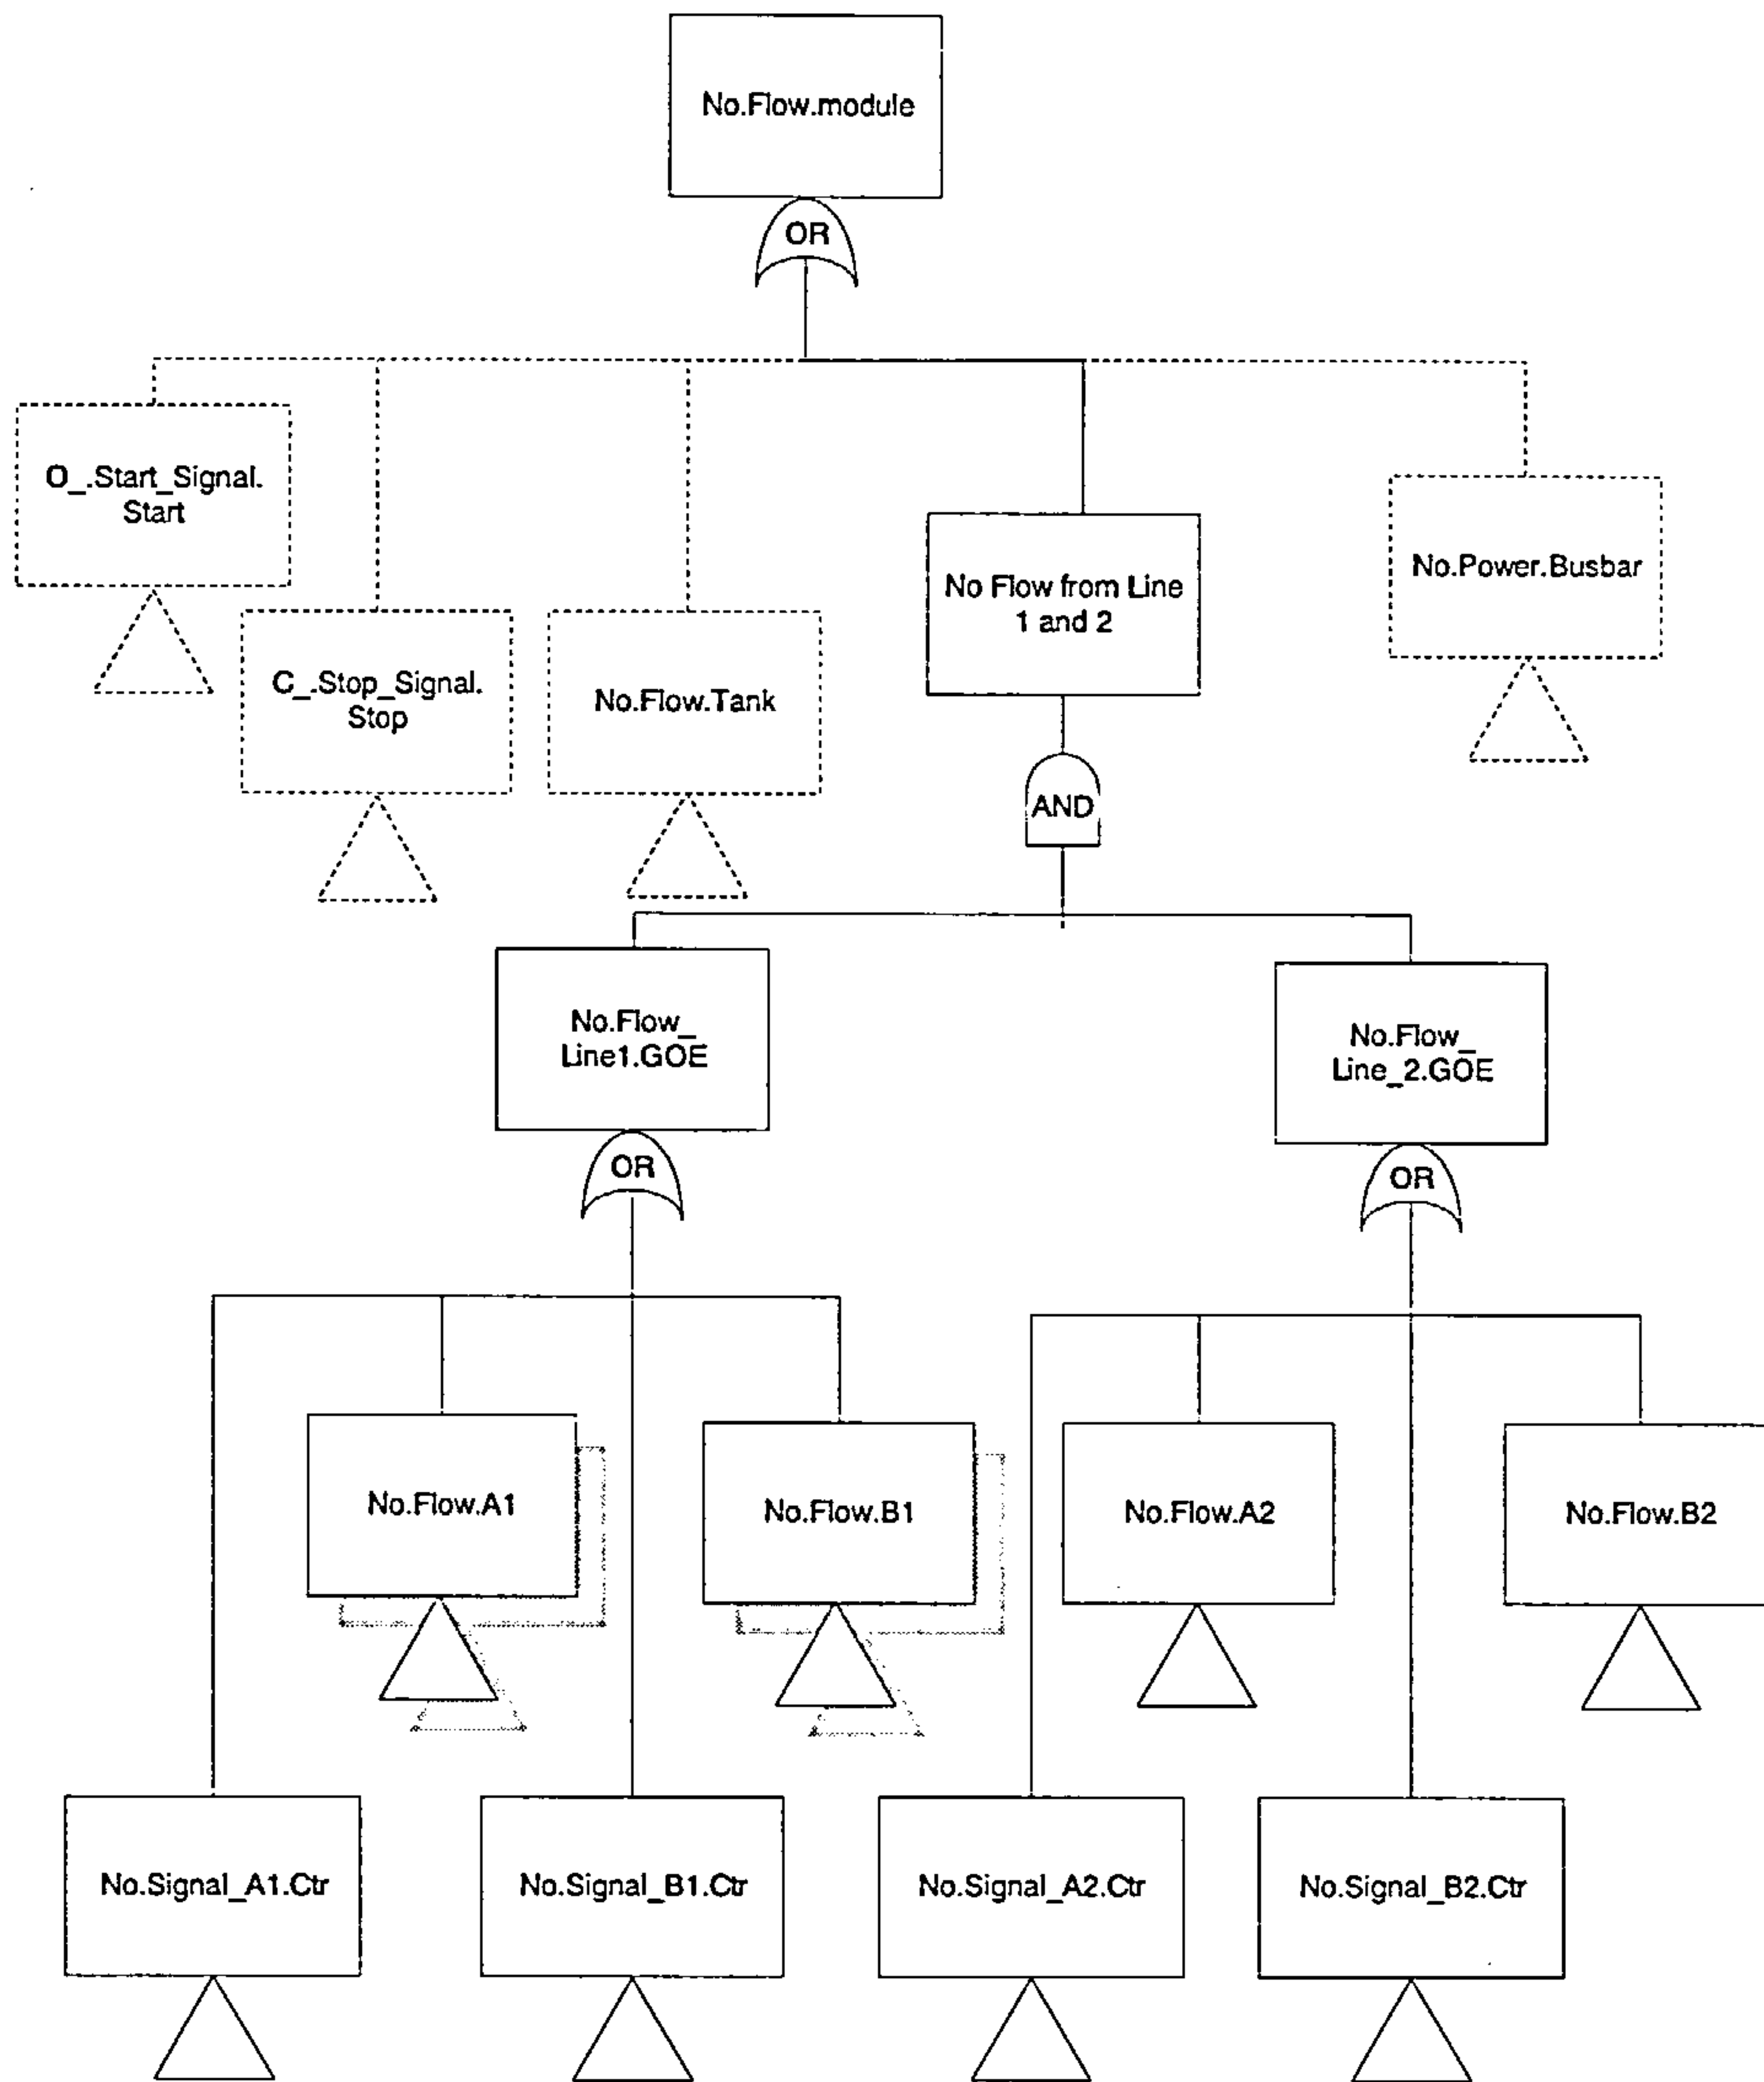 No.Flow.module
OR
O_.Start_Signal.
Start
C_.Stop_Signal.
Stop
No.Flow.Tank
No Flow from Line
1 and 2
No.Power.Busbar
AND
No.Flow_
Line1.GOE
No.Flow_
Line_2.GOE
OR
OR
No.Flow.A1
No.Flow.B1
No.Flow.A2
No.Flow.B2
No.Signal_A1.Ctr
No.Signal_B1.Ctr
No.Signal_A2.Ctr
No.Signal_B2.Ctr